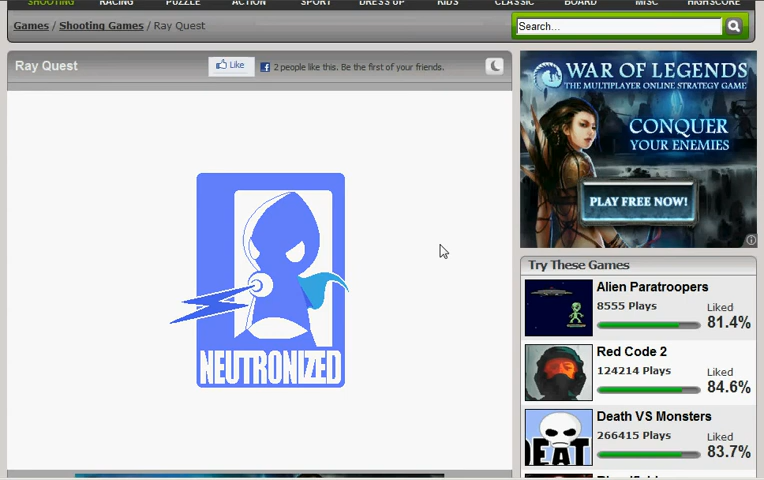 SHOOTING RACING PUZZLE ACTION SPORT DRESS UP KIDS CLASSIC BOARD MISC HIGHSCORE
Games / Shooting Games / Ray Quest
Search...
Ray Quest
Like
2 people like this. Be the first of your friends.
NEUTRONIZED
WAR OF LEGENDS
THE MULTIPLAYER ONLINE STRATEGY GAME
CONQUER
YOUR ENEMIES
PLAY FREE NOW!
Try These Games
Alien Paratroopers
8555 Plays
Liked
81.4%
Red Code 2
124214 Plays
Liked
84.6%
Death VS Monsters
266415 Plays
Liked
83.7%
DEAT